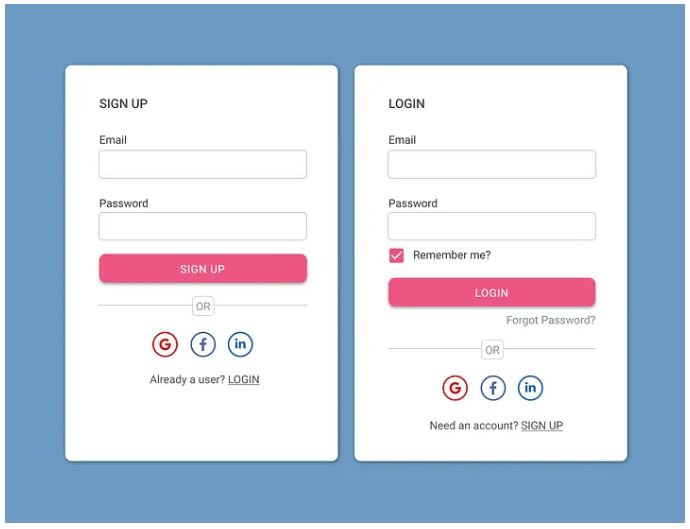 SIGN UP
Email
Password
SIGN UP
OR
G f in
Already a user? LOGIN
LOGIN
Email
Password
Remember me?
LOGIN
Forgot Password?
OR
G f in
Need an account? SIGN UP